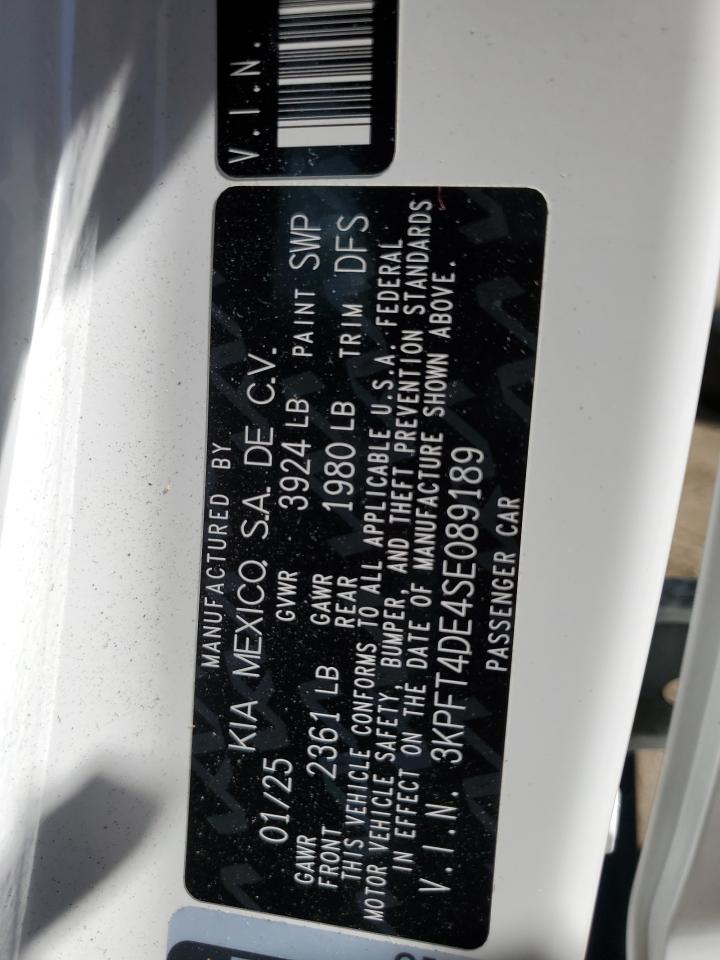 V.I.N.
MANUFACTURED BY
KIA MEXICO, S.A. DE C.V.
01/25 GVWR 3924 LB PAINT SWP
GAWR FRONT 2361 LB GAWR REAR 1980 LB TRIM DFS
THIS VEHICLE CONFORMS TO ALL APPLICABLE U.S.A. FEDERAL
MOTOR VEHICLE SAFETY, BUMPER, AND THEFT PREVENTION STANDARDS
IN EFFECT ON THE DATE OF MANUFACTURE SHOWN ABOVE.
V.I.N. 3KPFT4DE4SE089189
PASSENGER CAR